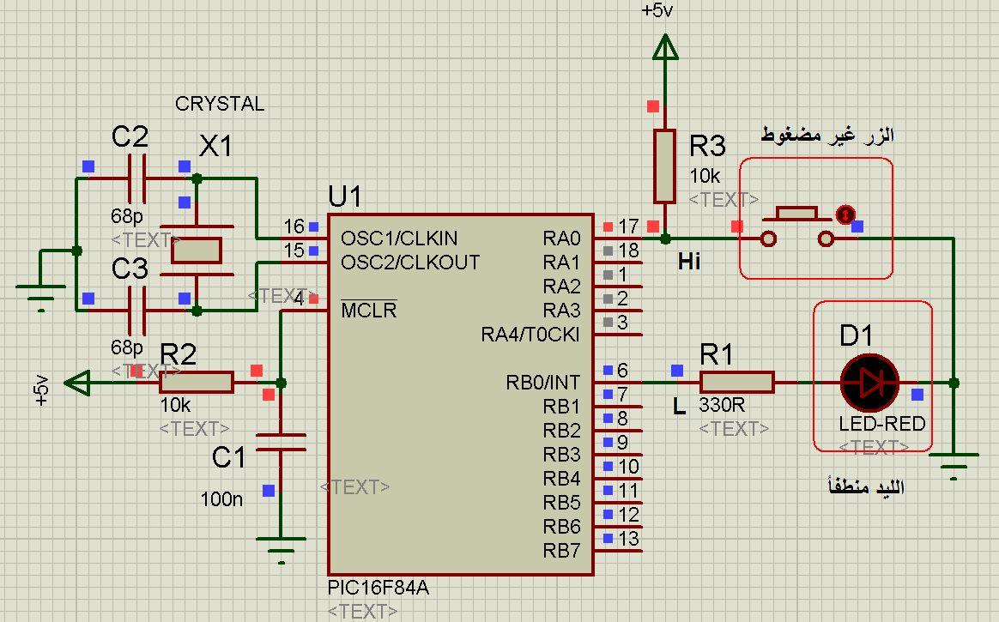 +5v
CRYSTAL
C2
X1
68p
<TEXT>
C3
68p
<TEXT>
+5v
R2
10k
<TEXT>
C1
100n
<TEXT>
<TEXT>
U1
16 OSC1/CLKIN
15 OSC2/CLKOUT
4 MCLR
RA0 17
RA1 18
RA2 1
RA3 2
RA4/T0CKI 3
RB0/INT 6
RB1 7
RB2 8
RB3 9
RB4 10
RB5 11
RB6 12
RB7 13
PIC16F84A
<TEXT>
R3
10k
<TEXT>
Hi
الزر غير مضغوط
L
R1
330R
<TEXT>
D1
LED-RED
<TEXT>
الليد منطفأ